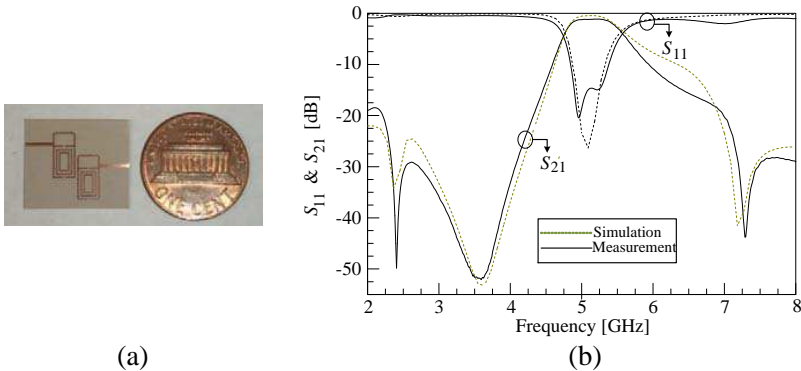 ONE CENT
S11 & S21 [dB]
0
-10
-20
-30
-40
-50
S11
S21
Simulation
Measurement
2
3
4
5
6
7
8
Frequency [GHz]
(a)
(b)